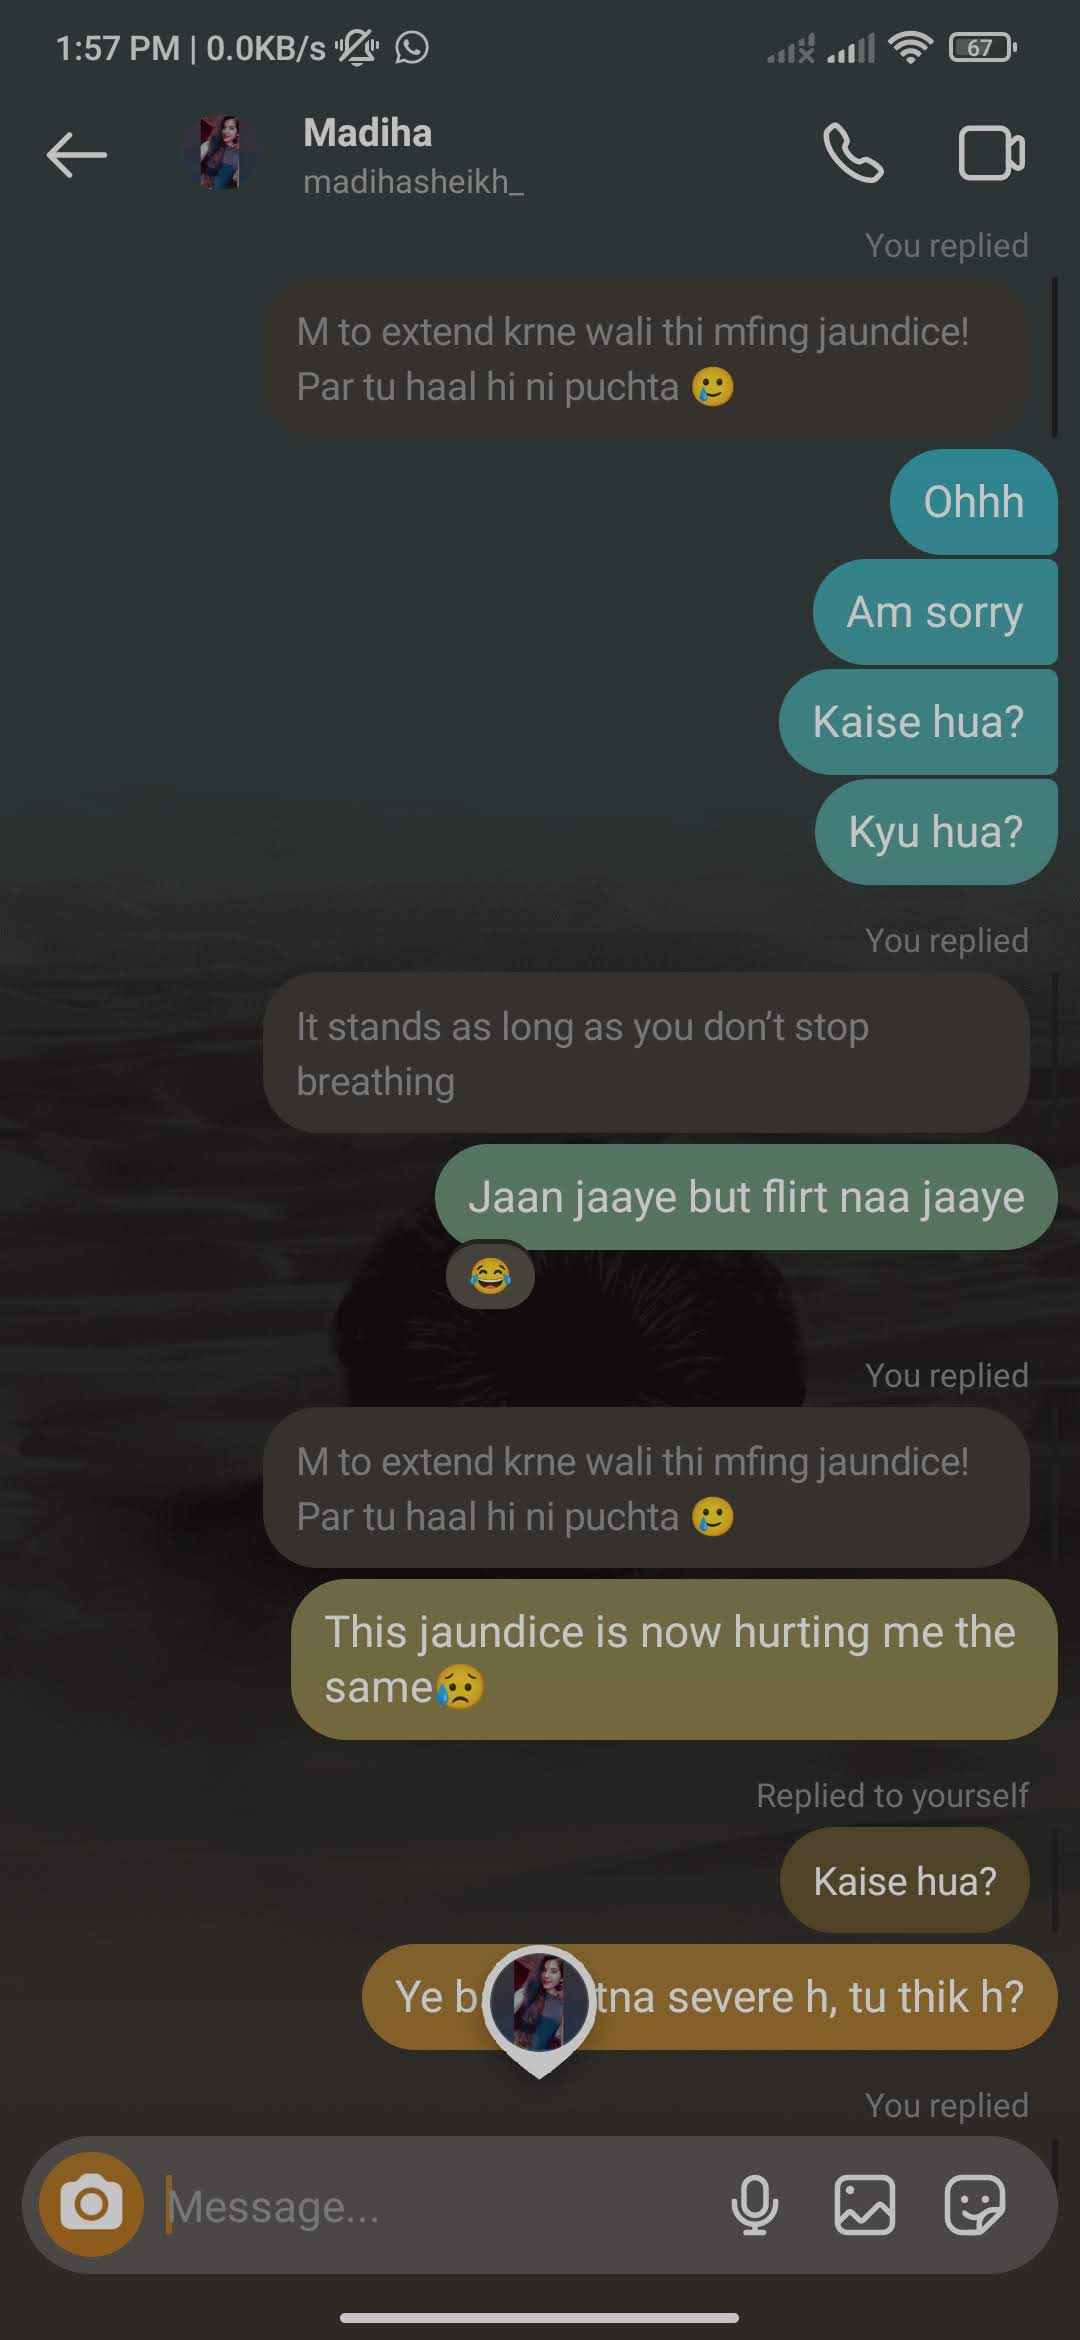 1:57 PM | 0.0KB/s
67
Madiha
madihasheikh_
You replied
M to extend krne wali thi mfing jaundice!
Par tu haal hi ni puchta 🥲
Ohhh
Am sorry
Kaise hua?
Kyu hua?
You replied
It stands as long as you don’t stop
breathing
Jaan jaaye but flirt naa jaaye
😂
You replied
M to extend krne wali thi mfing jaundice!
Par tu haal hi ni puchta 🥲
This jaundice is now hurting me the
same😥
Replied to yourself
Kaise hua?
Ye severe h, tu thik h?
You replied
Message...